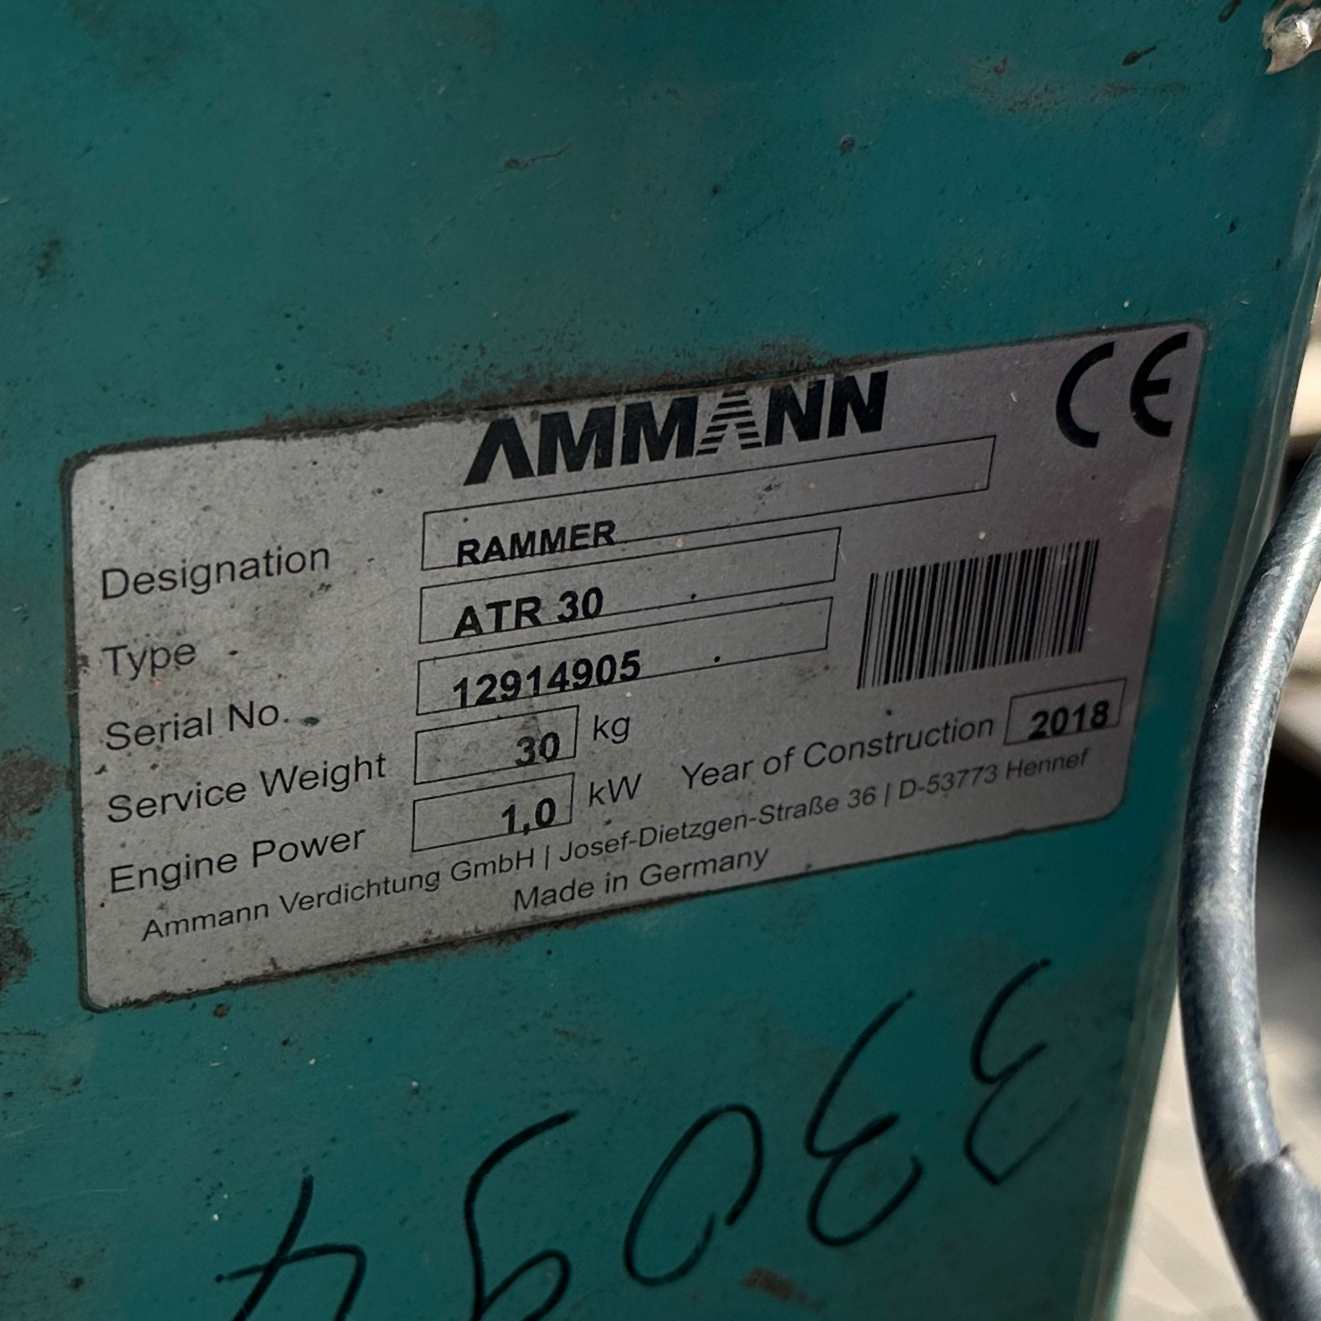 AMMANN
CE
Designation RAMMER
Type ATR 30
Serial No. 12914905
Service Weight 30 kg
Engine Power 1,0 kW Year of Construction 2018
Ammann Verdichtung GmbH | Josef-Dietzgen-Straße 36 | D-53773 Hennef
Made in Germany